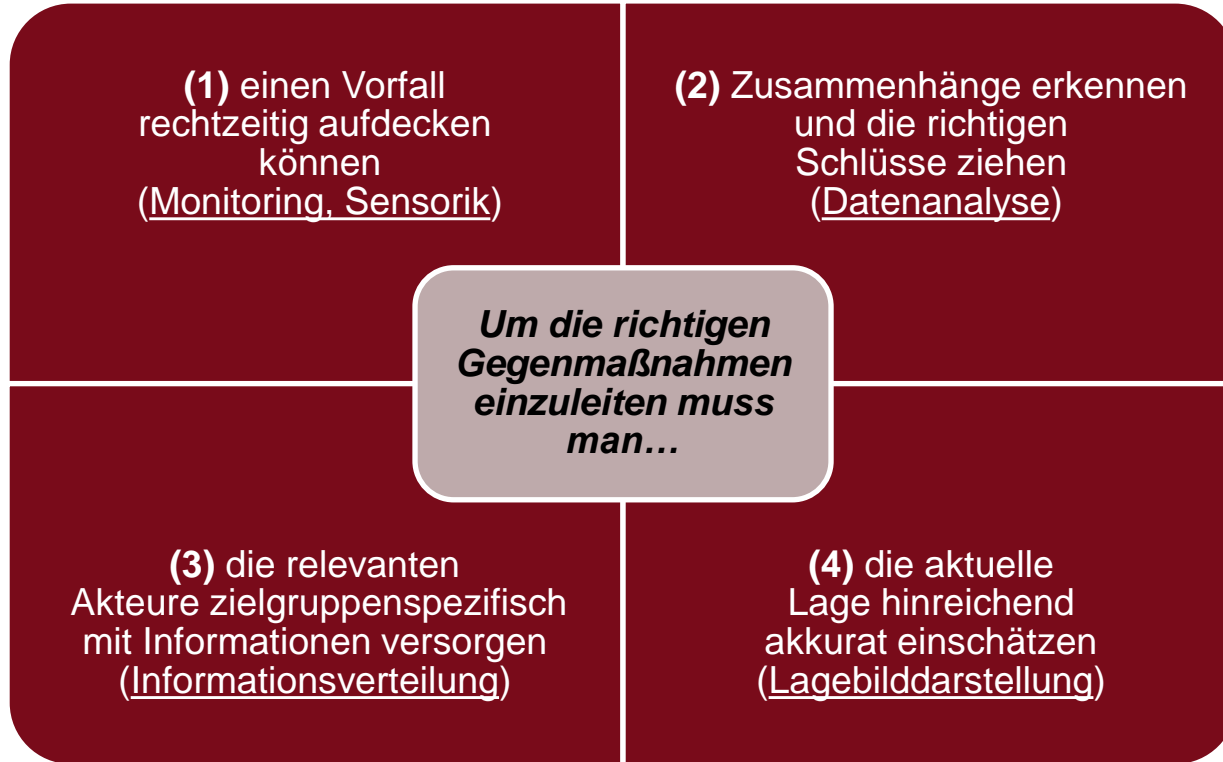 (1) einen Vorfall
rechtzeitig aufdecken
können
(Monitoring, Sensorik)
(2) Zusammenhänge erkennen
und die richtigen
Schlüsse ziehen
(Datenanalyse)
Um die richtigen
Gegenmaßnahmen
einzuleiten muss
man…
(3) die relevanten
Akteure zielgruppenspezifisch
mit Informationen versorgen
(Informationsverteilung)
(4) die aktuelle
Lage hinreichend
akkurat einschätzen
(Lagebilddarstellung)